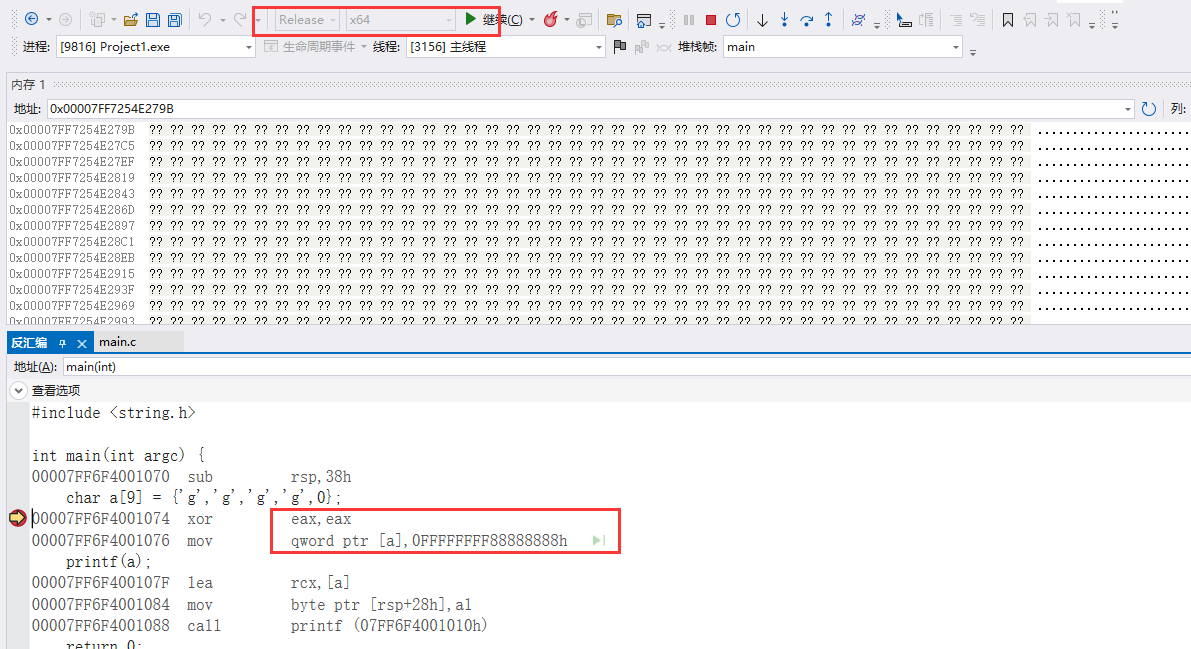 Release x64 继续(C)
进程: [9816] Project1.exe 生命周期事件 线程: [3156] 主线程 堆栈帧: main
内存 1
地址: 0x00007FF7254E279B 列:
0x00007FF7254E279B ?? ?? ?? ?? ?? ?? ?? ?? ?? ?? ?? ?? ?? ?? ?? ?? ?? ?? ?? ?? ?? ?? ?? ?? ?? ?? ?? ?? ?? ?? ?? ?? ?? ?? ?? ?? ?? ?? ?? ?? ?? ??
0x00007FF7254E27C5 ?? ?? ?? ?? ?? ?? ?? ?? ?? ?? ?? ?? ?? ?? ?? ?? ?? ?? ?? ?? ?? ?? ?? ?? ?? ?? ?? ?? ?? ?? ?? ?? ?? ?? ?? ?? ?? ?? ?? ?? ?? ??
0x00007FF7254E27EF ?? ?? ?? ?? ?? ?? ?? ?? ?? ?? ?? ?? ?? ?? ?? ?? ?? ?? ?? ?? ?? ?? ?? ?? ?? ?? ?? ?? ?? ?? ?? ?? ?? ?? ?? ?? ?? ?? ?? ?? ?? ??
0x00007FF7254E2819 ?? ?? ?? ?? ?? ?? ?? ?? ?? ?? ?? ?? ?? ?? ?? ?? ?? ?? ?? ?? ?? ?? ?? ?? ?? ?? ?? ?? ?? ?? ?? ?? ?? ?? ?? ?? ?? ?? ?? ?? ?? ??
0x00007FF7254E2843 ?? ?? ?? ?? ?? ?? ?? ?? ?? ?? ?? ?? ?? ?? ?? ?? ?? ?? ?? ?? ?? ?? ?? ?? ?? ?? ?? ?? ?? ?? ?? ?? ?? ?? ?? ?? ?? ?? ?? ?? ?? ??
0x00007FF7254E286D ?? ?? ?? ?? ?? ?? ?? ?? ?? ?? ?? ?? ?? ?? ?? ?? ?? ?? ?? ?? ?? ?? ?? ?? ?? ?? ?? ?? ?? ?? ?? ?? ?? ?? ?? ?? ?? ?? ?? ?? ?? ??
0x00007FF7254E2897 ?? ?? ?? ?? ?? ?? ?? ?? ?? ?? ?? ?? ?? ?? ?? ?? ?? ?? ?? ?? ?? ?? ?? ?? ?? ?? ?? ?? ?? ?? ?? ?? ?? ?? ?? ?? ?? ?? ?? ?? ?? ??
0x00007FF7254E28C1 ?? ?? ?? ?? ?? ?? ?? ?? ?? ?? ?? ?? ?? ?? ?? ?? ?? ?? ?? ?? ?? ?? ?? ?? ?? ?? ?? ?? ?? ?? ?? ?? ?? ?? ?? ?? ?? ?? ?? ?? ?? ??
0x00007FF7254E28EB ?? ?? ?? ?? ?? ?? ?? ?? ?? ?? ?? ?? ?? ?? ?? ?? ?? ?? ?? ?? ?? ?? ?? ?? ?? ?? ?? ?? ?? ?? ?? ?? ?? ?? ?? ?? ?? ?? ?? ?? ?? ??
0x00007FF7254E2915 ?? ?? ?? ?? ?? ?? ?? ?? ?? ?? ?? ?? ?? ?? ?? ?? ?? ?? ?? ?? ?? ?? ?? ?? ?? ?? ?? ?? ?? ?? ?? ?? ?? ?? ?? ?? ?? ?? ?? ?? ?? ??
0x00007FF7254E293F ?? ?? ?? ?? ?? ?? ?? ?? ?? ?? ?? ?? ?? ?? ?? ?? ?? ?? ?? ?? ?? ?? ?? ?? ?? ?? ?? ?? ?? ?? ?? ?? ?? ?? ?? ?? ?? ?? ?? ?? ?? ??
0x00007FF7254E2969 ?? ?? ?? ?? ?? ?? ?? ?? ?? ?? ?? ?? ?? ?? ?? ?? ?? ?? ?? ?? ?? ?? ?? ?? ?? ?? ?? ?? ?? ?? ?? ?? ?? ?? ?? ?? ?? ?? ?? ?? ?? ??
0x00007FF7254E2993 ?? ?? ?? ?? ?? ?? ?? ?? ?? ?? ?? ?? ?? ?? ?? ?? ?? ?? ?? ?? ?? ?? ?? ?? ?? ?? ?? ?? ?? ?? ?? ?? ?? ?? ?? ?? ?? ?? ?? ?? ?? ??
反汇编 main.c
地址(A): main(int)
查看选项
#include <string.h>
int main(int argc) {
00007FF6F4001070 sub rsp,38h
char a[9] = {'g','g','g','g',0};
00007FF6F4001074 xor eax,eax
00007FF6F4001076 mov qword ptr [a],0FFFFFFFF88888888h
printf(a);
00007FF6F400107F lea rcx,[a]
00007FF6F4001084 mov byte ptr [rsp+28h],al
00007FF6F4001088 call printf (07FF6F4001010h)
return 0;